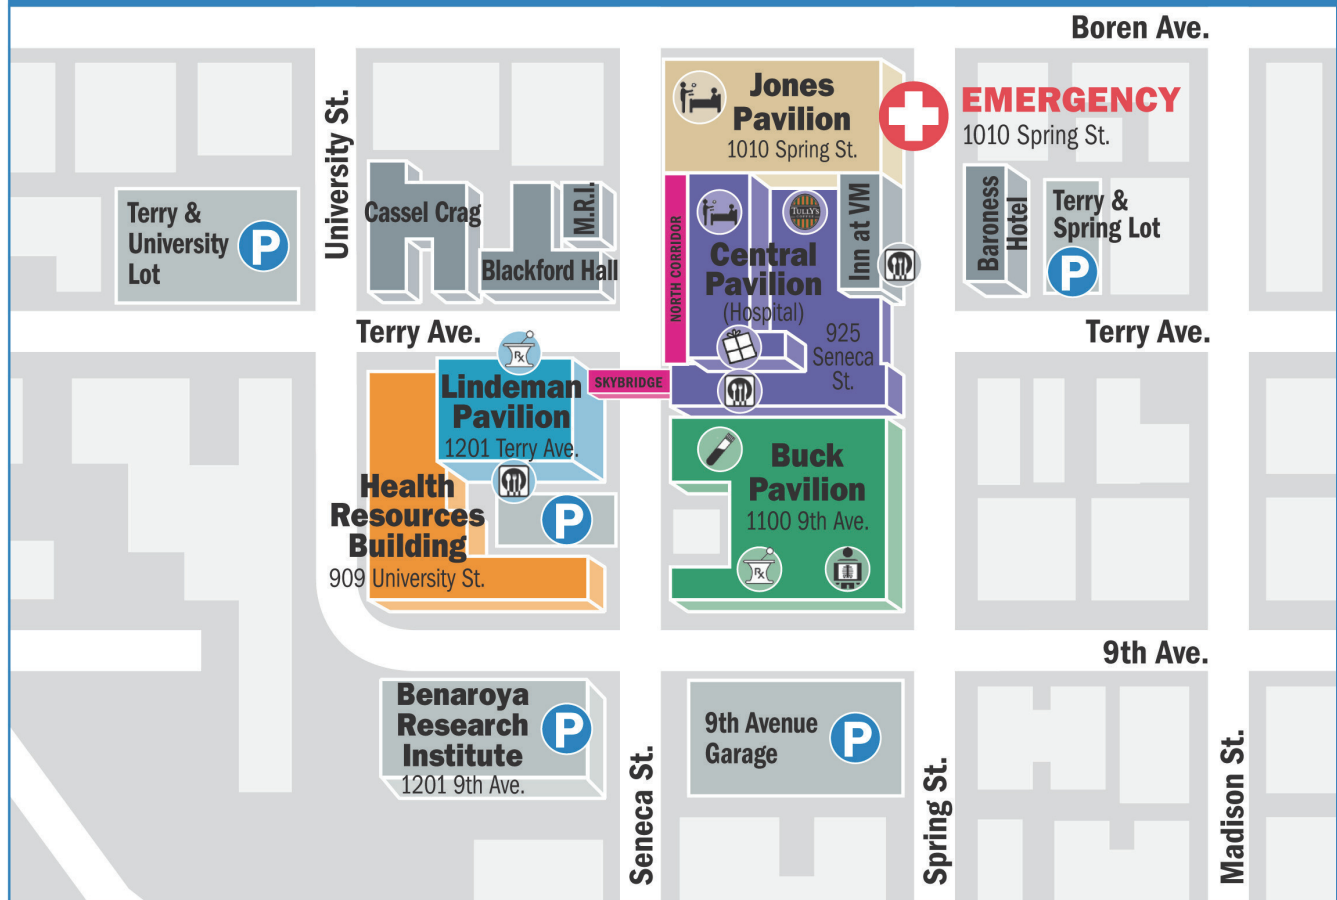 Boren Ave.
Jones
Pavilion
1010 Spring St.
EMERGENCY
1010 Spring St.
University St.
Terry &
University
Lot
P
Cassel Crag
M.R.I.
Blackford Hall
NORTH CORRIDOR
TULLY'S
Central
Pavilion
(Hospital)
925
Seneca
St.
Inn at VM
Baroness
Hotel
Terry &
Spring Lot
P
Terry Ave.
Terry Ave.
Rx
Lindeman
Pavilion
1201 Terry Ave.
SKYBRIDGE
Health
Resources
Building
909 University St.
P
Buck
Pavilion
1100 9th Ave.
Rx
9th Ave.
Benaroya
Research
Institute
1201 9th Ave.
P
9th Avenue
Garage
P
Seneca St.
Spring St.
Madison St.